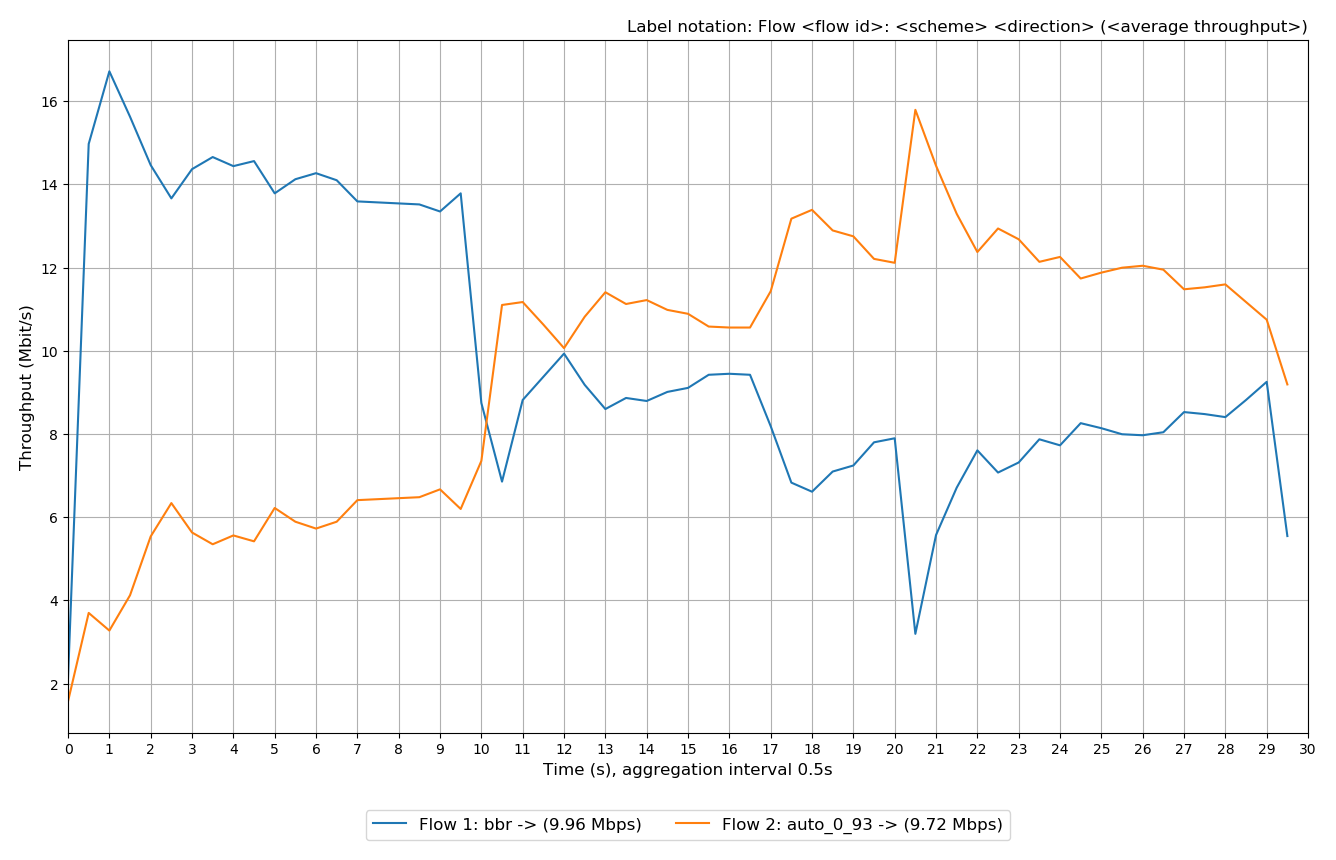 Label notation: Flow <flow id>: <scheme> <direction> (<average throughput>)
Throughput (Mbit/s)
16
14
12
10
8
6
4
2
0 1 2 3 4 5 6 7 8 9 10 11 12 13 14 15 16 17 18 19 20 21 22 23 24 25 26 27 28 29 30
Time (s), aggregation interval 0.5s
Flow 1: bbr -> (9.96 Mbps) Flow 2: auto_0_93 -> (9.72 Mbps)